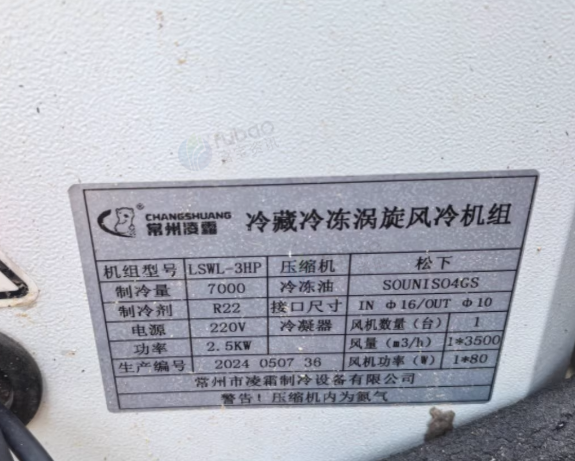 CHANGSHUANG
常州凌霜 冷藏冷冻涡旋风冷机组
机组型号 LSWL-3HP 压缩机 松下
制冷量 7000 冷冻油 SOUNISO4GS
制冷剂 R22 接口尺寸 IN Φ16/OUT Φ10
电源 220V 冷凝器 风机数量（台） 1
功率 2.5KW 风量（m3/h） 1*3500
生产编号 2024 0507 36 风机功率（W） 1*80
常州市凌霜制冷设备有限公司
警告！压缩机内为氮气